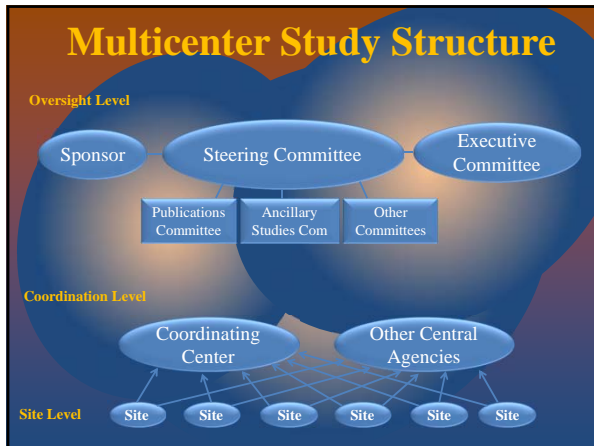 Multicenter Study Structure
Oversight Level
Sponsor
Steering Committee
Executive
Committee
Publications
Committee
Ancillary
Studies Com
Other
Committees
Coordination Level
Coordinating
Center
Other Central
Agencies
Site Level
Site
Site
Site
Site
Site
Site